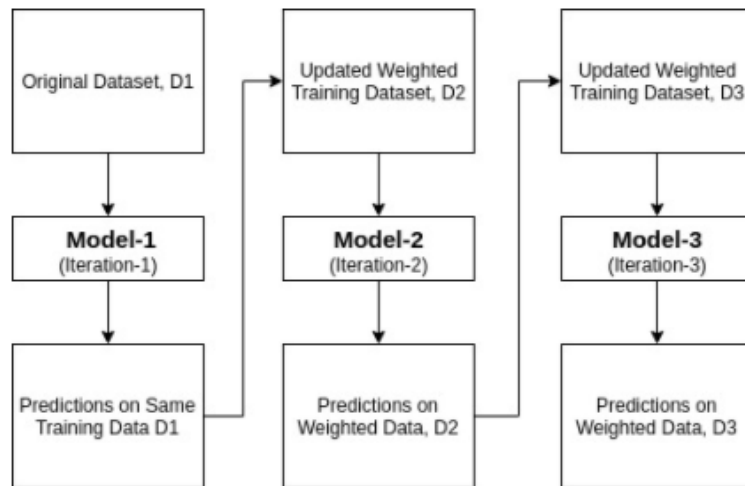 Original Dataset, D1
Model-1
(Iteration-1)
Predictions on Same
Training Data D1
Updated Weighted
Training Dataset, D2
Model-2
(Iteration-2)
Predictions on
Weighted Data, D2
Updated Weighted
Training Dataset, D3
Model-3
(Iteration-3)
Predictions on
Weighted Data, D3